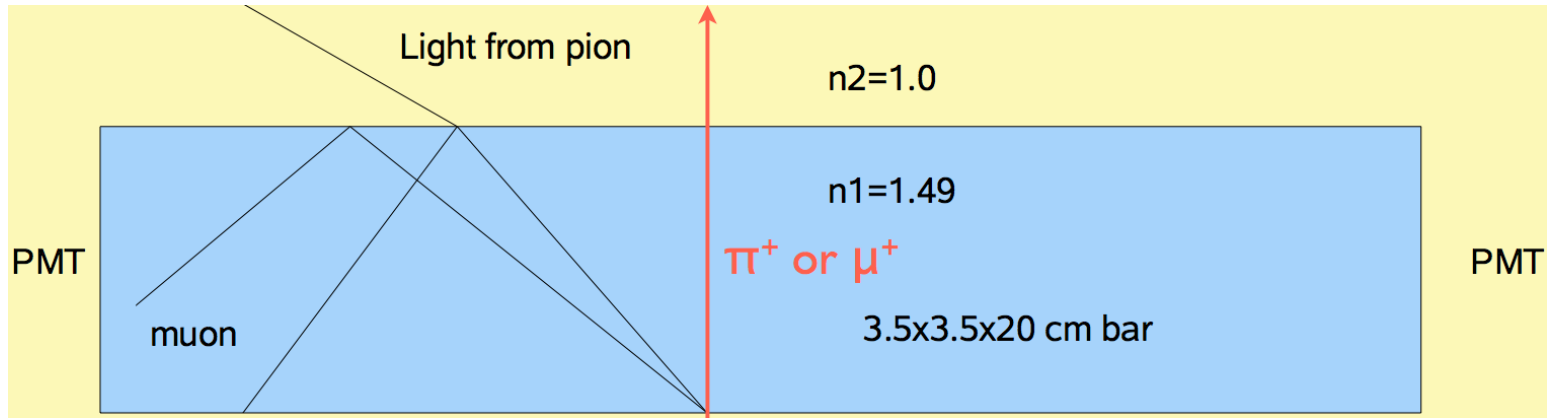 Light from pion
n2=1.0
n1=1.49
PMT
π⁺ or μ⁺
PMT
muon
3.5x3.5x20 cm bar